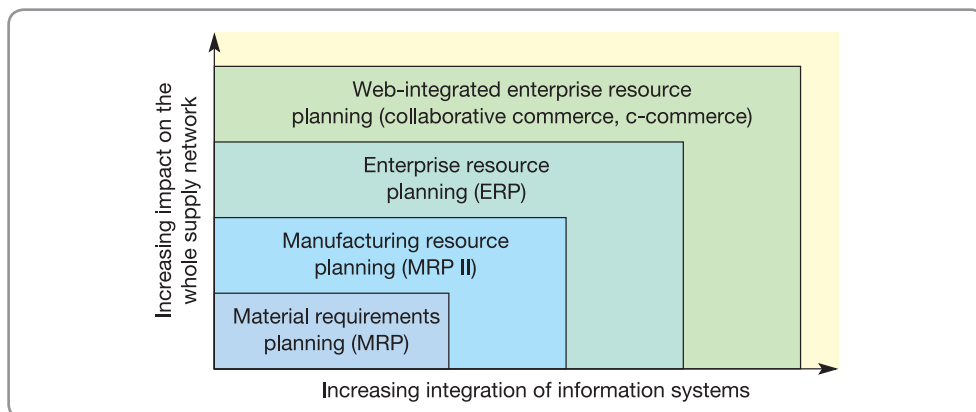 Increasing impact on the
whole supply network
Web-integrated enterprise resource
planning (collaborative commerce, c-commerce)
Enterprise resource
planning (ERP)
Manufacturing resource
planning (MRP II)
Material requirements
planning (MRP)
Increasing integration of information systems